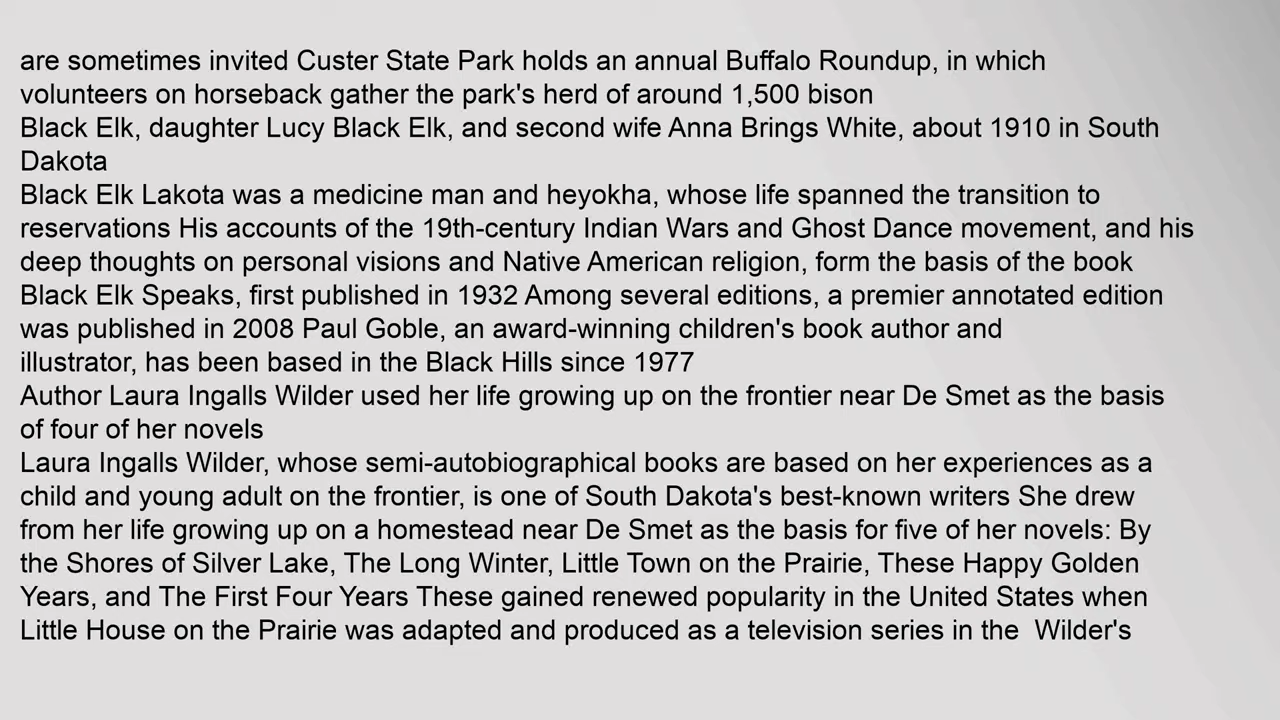 are sometimes invited Custer State Park holds an annual Buffalo Roundup, in which
volunteers on horseback gather the park's herd of around 1,500 bison
Black Elk, daughter Lucy Black Elk, and second wife Anna Brings White, about 1910 in South
Dakota
Black Elk Lakota was a medicine man and heyokha, whose life spanned the transition to
reservations His accounts of the 19th-century Indian Wars and Ghost Dance movement, and his
deep thoughts on personal visions and Native American religion, form the basis of the book
Black Elk Speaks, first published in 1932 Among several editions, a premier annotated edition
was published in 2008 Paul Goble, an award-winning children's book author and
illustrator, has been based in the Black Hills since 1977
Author Laura Ingalls Wilder used her life growing up on the frontier near De Smet as the basis
of four of her novels
Laura Ingalls Wilder, whose semi-autobiographical books are based on her experiences as a
child and young adult on the frontier, is one of South Dakota's best-known writers She drew
from her life growing up on a homestead near De Smet as the basis for five of her novels: By
the Shores of Silver Lake, The Long Winter, Little Town on the Prairie, These Happy Golden
Years, and The First Four Years These gained renewed popularity in the United States when
Little House on the Prairie was adapted and produced as a television series in the  Wilder's